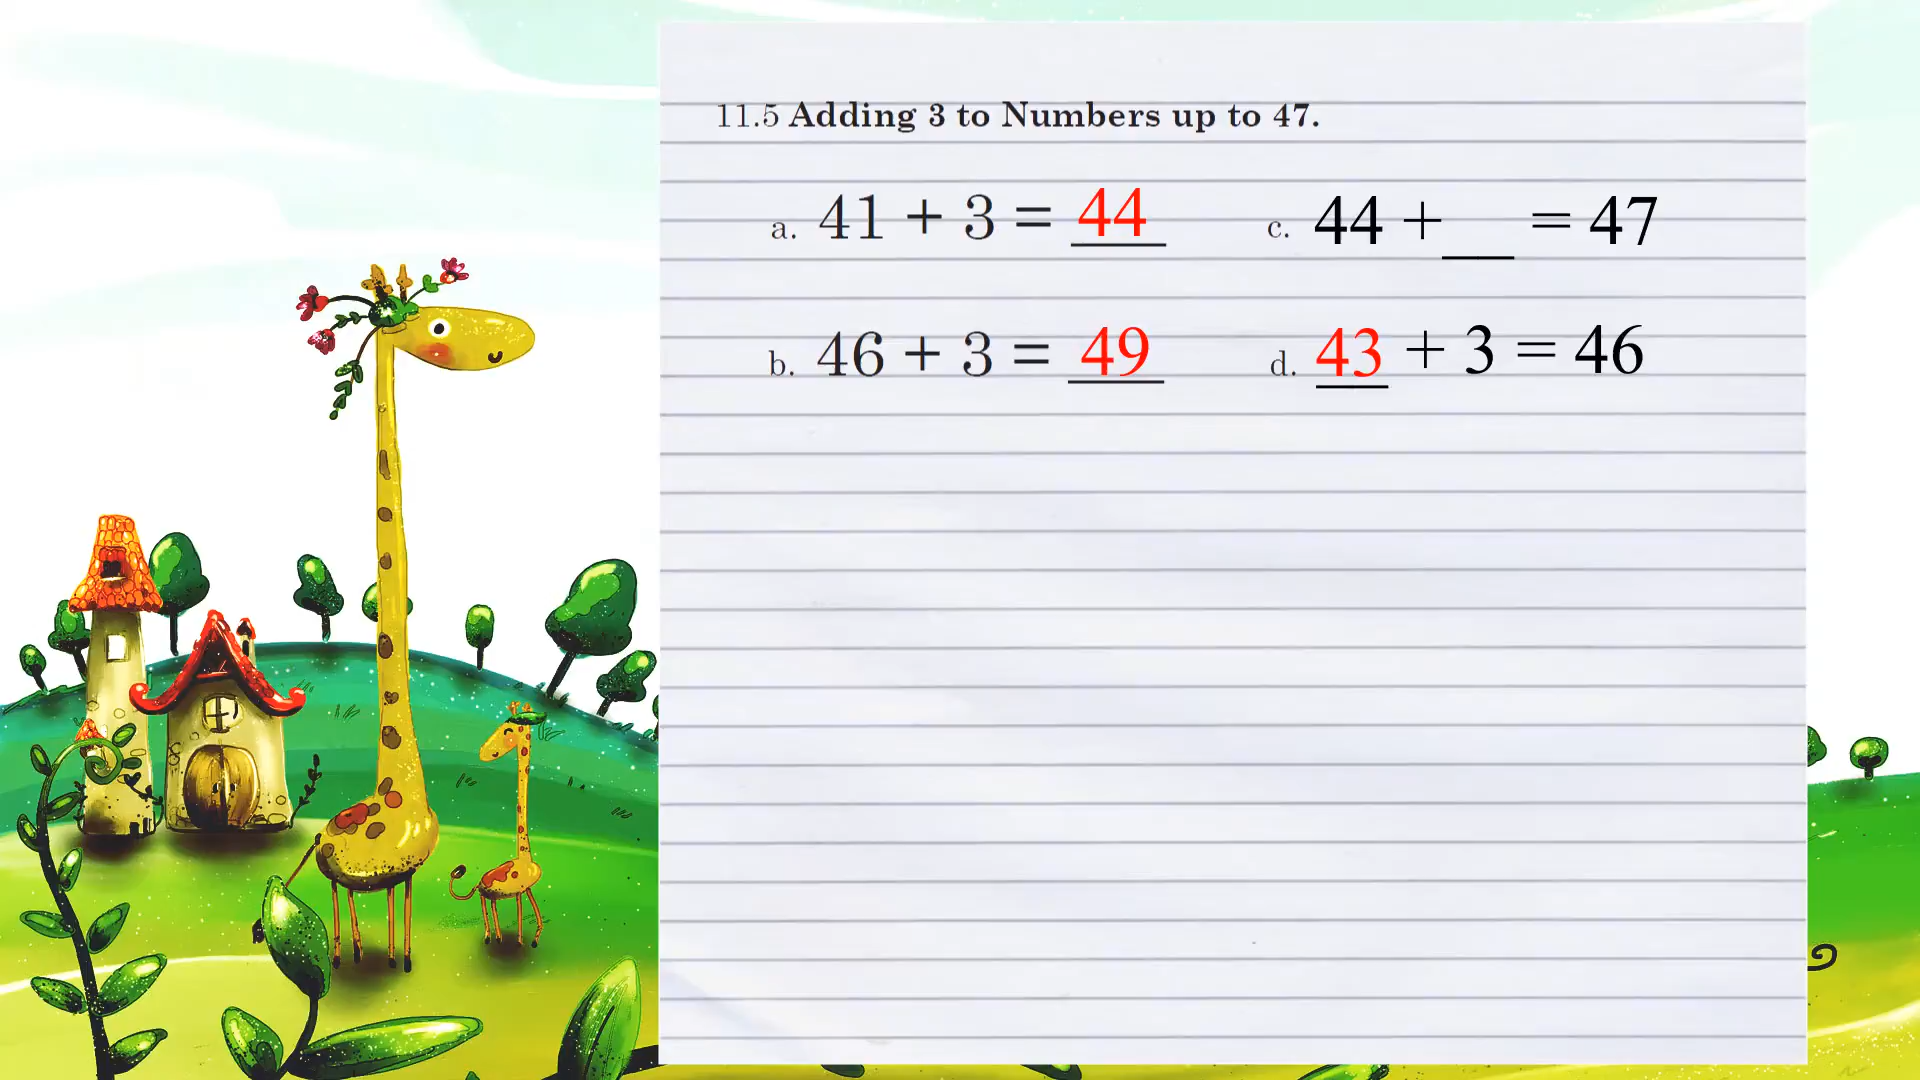 11.5 Adding 3 to Numbers up to 47.
a. 41 + 3 = 44
b. 46 + 3 = 49
c. 44 + __ = 47
d. 43 + 3 = 46